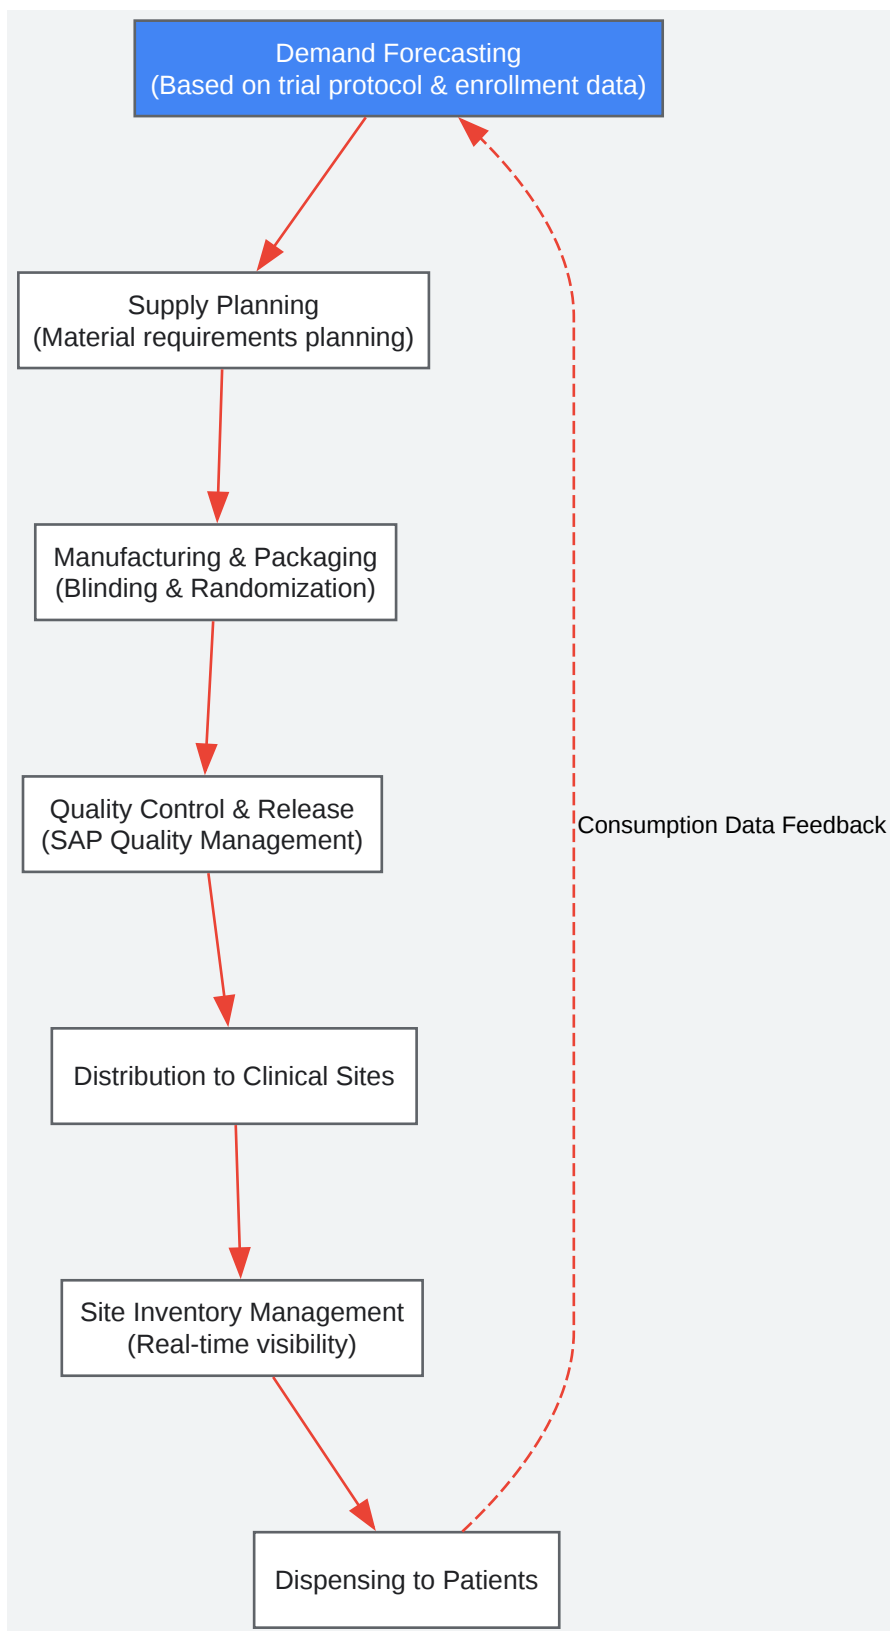 Demand Forecasting
(Based on trial protocol & enrollment data)
Supply Planning
(Material requirements planning)
Manufacturing & Packaging
(Blinding & Randomization)
Quality Control & Release
(SAP Quality Management)
Consumption Data Feedback
Distribution to Clinical Sites
Site Inventory Management
(Real-time visibility)
Dispensing to Patients